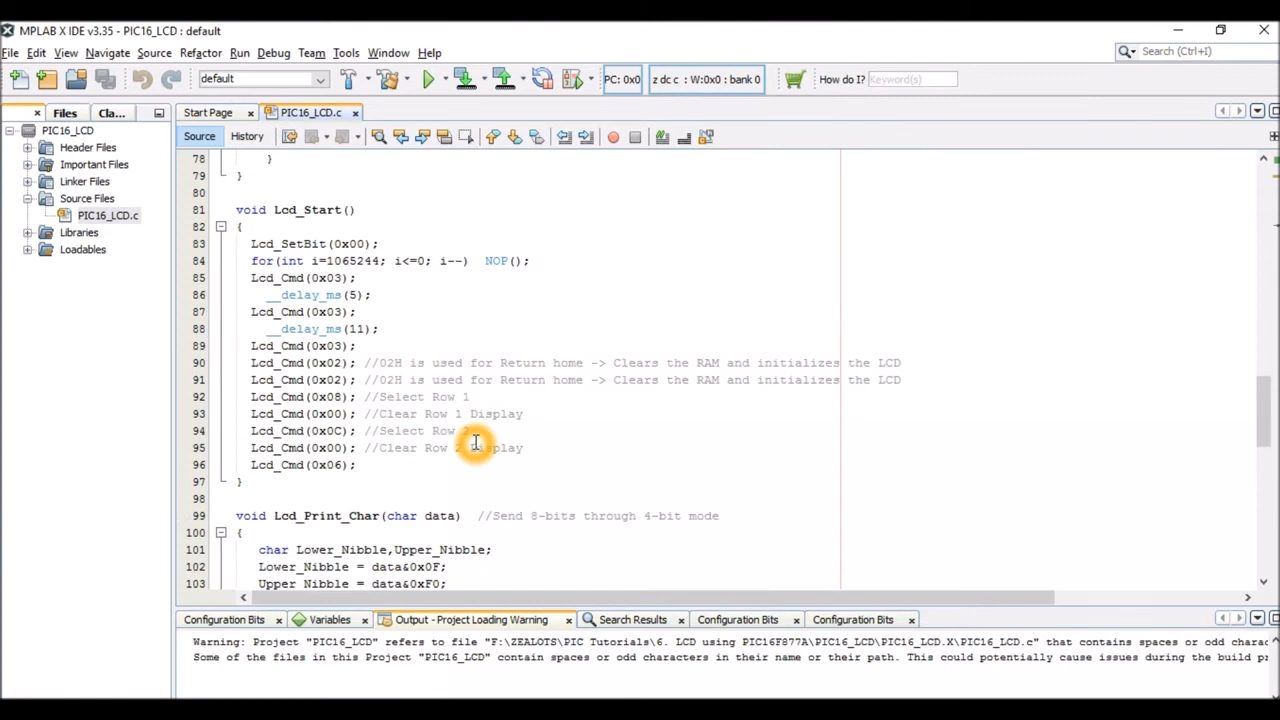 MPLAB X IDE v3.35 - PIC16_LCD : default
File Edit View Navigate Source Refactor Run Debug Team Tools Window Help
Search (Ctrl+I)
default
PC: 0x0
z dc c : W:0x0 : bank 0
How do I?
Keyword(s)
Files
Cla...
Start Page
PIC16_LCD.c
PIC16_LCD
Header Files
Important Files
Linker Files
Source Files
PIC16_LCD.c
Libraries
Loadables
Source
History
78 }
79 }
80
81 void Lcd_Start()
82 {
83 Lcd_SetBit(0x00);
84 for(int i=1065244; i<=0; i--) NOP();
85 Lcd_Cmd(0x03);
86 __delay_ms(5);
87 Lcd_Cmd(0x03);
88 __delay_ms(11);
89 Lcd_Cmd(0x03);
90 Lcd_Cmd(0x02); //02H is used for Return home -> Clears the RAM and initializes the LCD
91 Lcd_Cmd(0x02); //02H is used for Return home -> Clears the RAM and initializes the LCD
92 Lcd_Cmd(0x08); //Select Row 1
93 Lcd_Cmd(0x00); //Clear Row 1 Display
94 Lcd_Cmd(0x0C); //Select Row 2
95 Lcd_Cmd(0x00); //Clear Row 2 Display
96 Lcd_Cmd(0x06);
97 }
98
99 void Lcd_Print_Char(char data) //Send 8-bits through 4-bit mode
100 {
101 char Lower_Nibble,Upper_Nibble;
102 Lower_Nibble = data&0x0F;
103 Upper_Nibble = data&0xF0;
Configuration Bits
Variables
Output - Project Loading Warning
Search Results
Configuration Bits
Configuration Bits
Warning: Project "PIC16_LCD" refers to file "F:\ZEALOTS\PIC Tutorials\6. LCD using PIC16F877A\PIC16_LCD\PIC16_LCD.X\PIC16_LCD.c" that contains spaces or odd charac
Some of the files in this Project "PIC16_LCD" contain spaces or odd characters in their name or their path. This could potentially cause issues during the build p